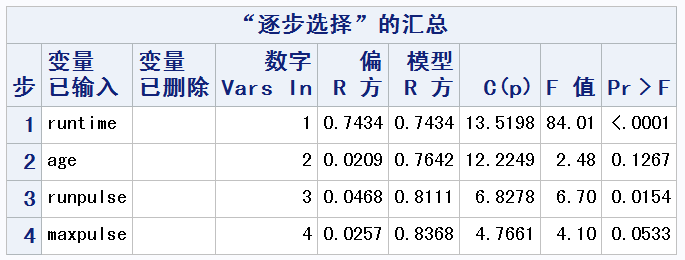 “逐步选择”的汇总
步 变量 已输入 变量 已删除 数字 Vars In 偏 R 方 模型 R 方 C(p) F 值 Pr > F
1 runtime 1 0.7434 0.7434 13.5198 84.01 <.0001
2 age 2 0.0209 0.7642 12.2249 2.48 0.1267
3 runpulse 3 0.0468 0.8111 6.8278 6.70 0.0154
4 maxpulse 4 0.0257 0.8368 4.7661 4.10 0.0533